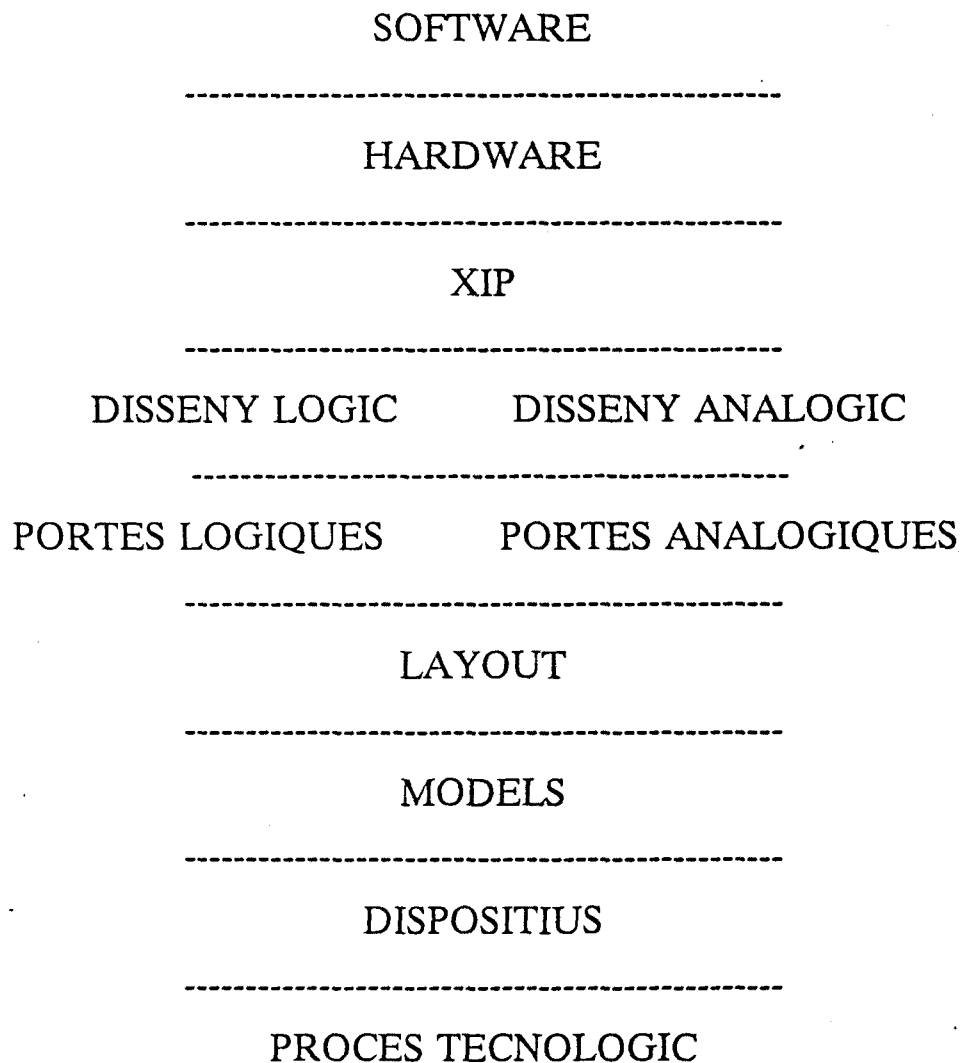 SOFTWARE
HARDWARE
XIP
DISSENY LOGIC DISSENY ANALOGIC
PORTES LOGIQUES PORTES ANALOGIQUES
LAYOUT
MODELS
DISPOSITIUS
PROCES TECNOLOGIC